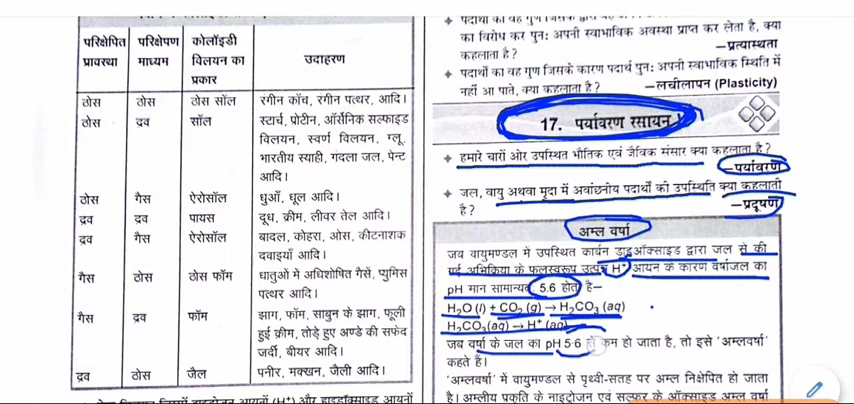 परिक्षेपित परिक्षेपण कोलॉइडी
प्रावस्था माध्यम विलयन का उदाहरण
प्रकार
ठोस ठोस ठोस सॉल रंगीन काँच, रंगीन पत्थर, आदि।
ठोस द्रव सॉल स्टार्च, प्रोटीन, ऑर्सेनिक सल्फाइड
विलयन, स्वर्ण विलयन, ग्लू,
भारतीय स्याही, गंदला जल, पेन्ट
आदि।
ठोस गैस ऐरोसॉल धुआँ, धूल आदि।
द्रव द्रव पायस दूध, क्रीम, लीवर तेल आदि।
द्रव गैस ऐरोसॉल बादल, कोहरा, ओस, कीटनाशक
दवाइयाँ आदि।
गैस ठोस ठोस फॉम धातुओ में अधिशोषित गैसें, प्युमिस
पत्थर आदि।
गैस द्रव फॉम झाग, फॉम, साबुन के झाग, फूली
हुई क्रीम, तोड़े हुए अण्डे की सफेद
जर्दी, बीयर आदि।
द्रव ठोस जैल पनीर, मक्खन, जैली आदि।
पदार्थों का वह गुण जिसके द्वारा
का विरोध कर पुनः अपनी स्वाभाविक अवस्था प्राप्त कर लेता है, क्या
कहलाता है? —प्रत्यास्थता
पदार्थों का वह गुण जिसके कारण पदार्थ पुनः अपनी स्वाभाविक स्थिति में
नहीं आ पाते, क्या कहलाता है? —लचीलापन (Plasticity)
17. पर्यावरण रसायन
हमारे चारों ओर उपस्थित भौतिक एवं जैविक संसार क्या कहलाता है?
—पर्यावरण
जल, वायु अथवा मृदा में अवांछनीय पदार्थों की उपस्थिति क्या कहलाती
है? —प्रदूषण
अम्ल वर्षा
जब वायुमण्डल में उपस्थित कार्बन डाइऑक्साइड द्वारा जल से की
गई अभिक्रिया के फलस्वरूप उत्पन्न H⁺ आयन के कारण वर्षाजल का
pH मान सामान्यतः 5.6 होता है—
H₂O (l) + CO₂ (g) → H₂CO₃ (aq)
H₂CO₃(aq) → H⁺ (aq)
जब वर्षा के जल का pH 5·6 से कम हो जाता है, तो इसे 'अम्लवर्षा'
कहते हैं।
'अम्लवर्षा' में वायुमण्डल से पृथ्वी-सतह पर अम्ल निक्षेपित हो जाता
है। अम्लीय प्रकृति के नाइट्रोजन एवं सल्फर के ऑक्साइड अम्ल वर्षा